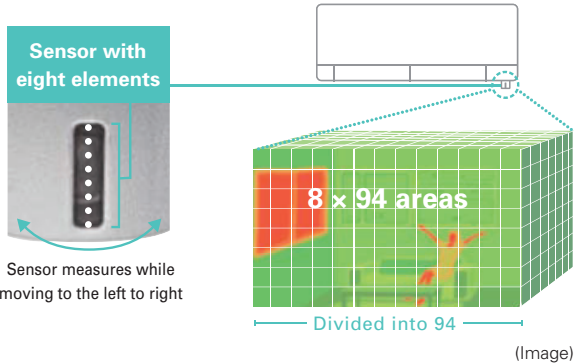 Sensor with
eight elements
8 × 94 areas
Sensor measures while
moving to the left to right
Divided into 94
(Image)